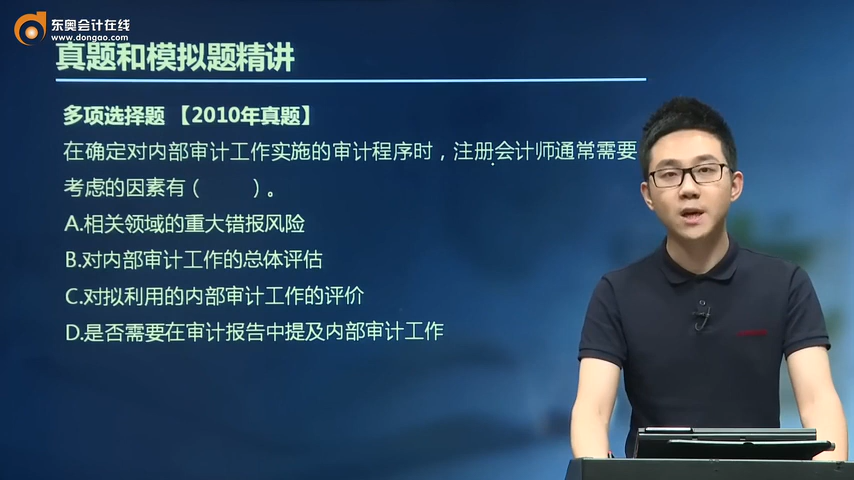 东奥会计在线
www.dongao.com
真题和模拟题精讲
多项选择题 【2010年真题】
在确定对内部审计工作实施的审计程序时，注册会计师通常需要
考虑的因素有（ ）。
A.相关领域的重大错报风险
B.对内部审计工作的总体评估
C.对拟利用的内部审计工作的评价
D.是否需要在审计报告中提及内部审计工作